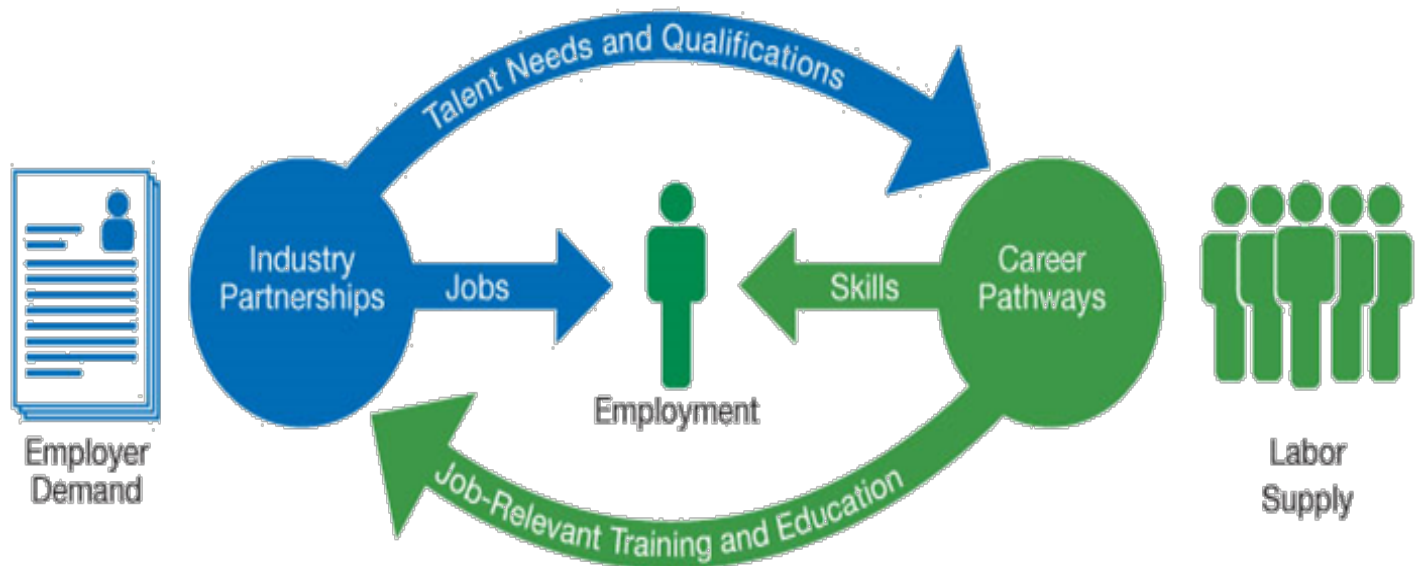 Talent Needs and Qualifications
Industry
Partnerships
Jobs
Skills
Career
Pathways
Employment
Employer
Demand
Labor
Supply
Job-Relevant Training and Education